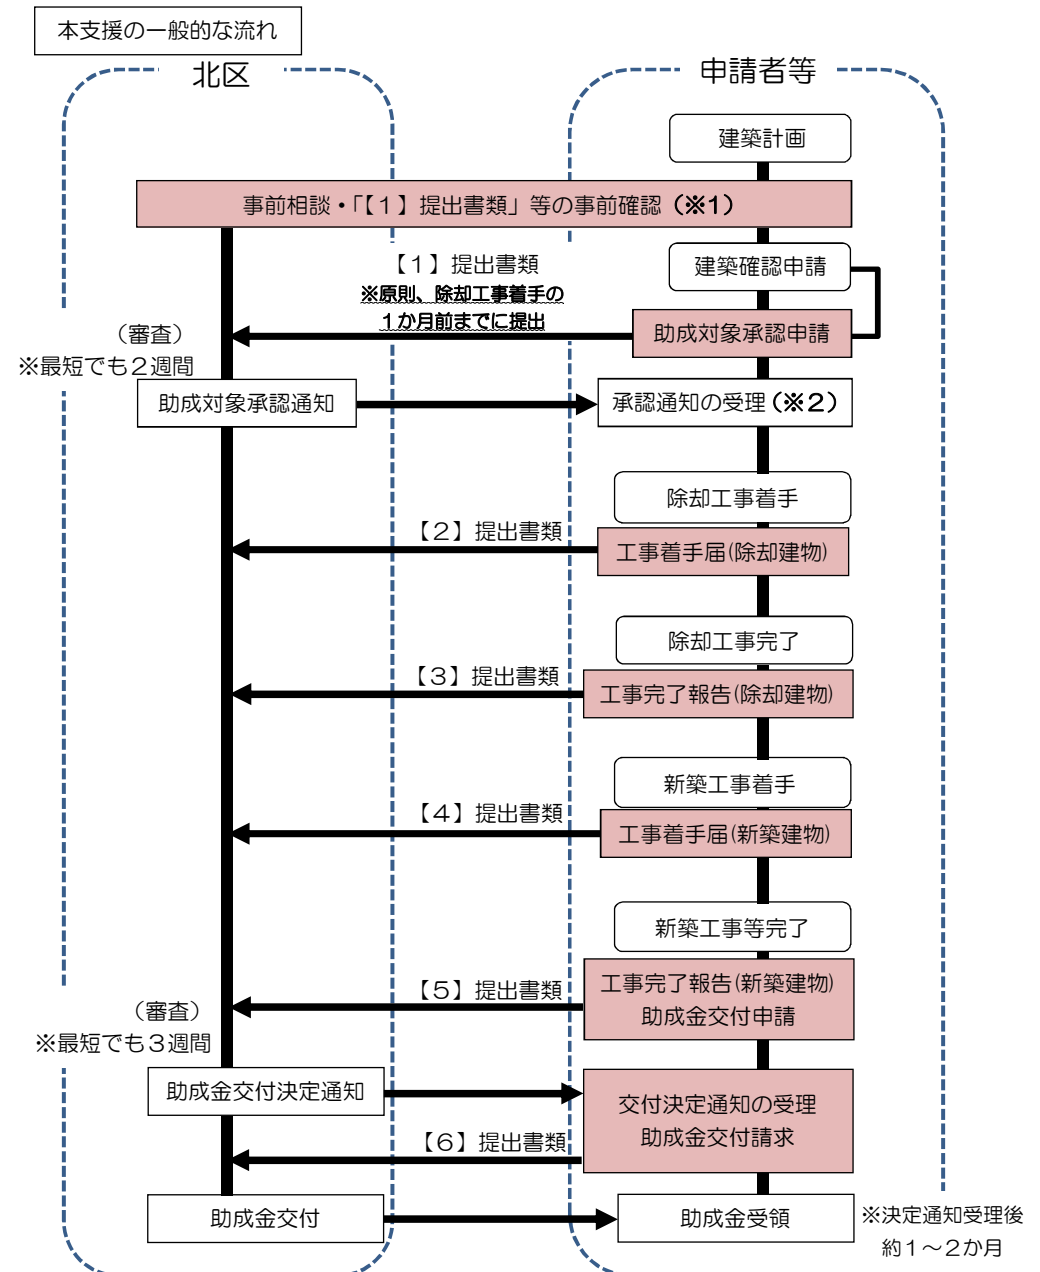 本支援の一般的な流れ
北区
申請者等
建築計画
事前相談・「【１】提出書類」等の事前確認（※1）
【１】提出書類
※原則、除却工事着手の
１か月前までに提出
建築確認申請
助成対象承認申請
（審査）
※最短でも２週間
助成対象承認通知
承認通知の受理（※２）
除却工事着手
【２】提出書類
工事着手届(除却建物)
除却工事完了
【３】提出書類
工事完了報告(除却建物)
新築工事着手
【４】提出書類
工事着手届(新築建物)
新築工事等完了
【５】提出書類
工事完了報告(新築建物)
助成金交付申請
（審査）
※最短でも３週間
助成金交付決定通知
交付決定通知の受理
助成金交付請求
【６】提出書類
助成金交付
助成金受領
※決定通知受理後
約１～２か月